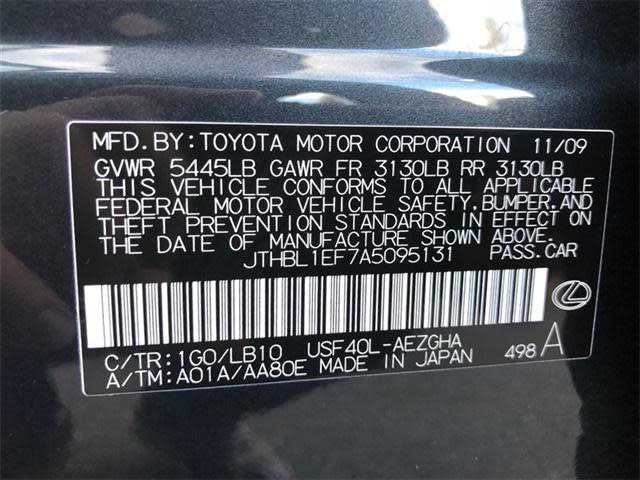 MFD.BY:TOYOTA MOTOR CORPORATION 11/09
GVWR 5445LB GAWR FR 3130LB RR 3130LB
THIS VEHICLE CONFORMS TO ALL APPLICABLE
FEDERAL MOTOR VEHICLE SAFETY,BUMPER,AND
THEFT PREVENTION STANDARDS IN EFFECT ON
THE DATE OF MANUFACTURE SHOWN ABOVE.
JTHBL1EF7A5095131 PASS.CAR
C/TR:1G0/LB10 USF40L-AEZGHA
A/TM:A01A/AA80E MADE IN JAPAN 498 A